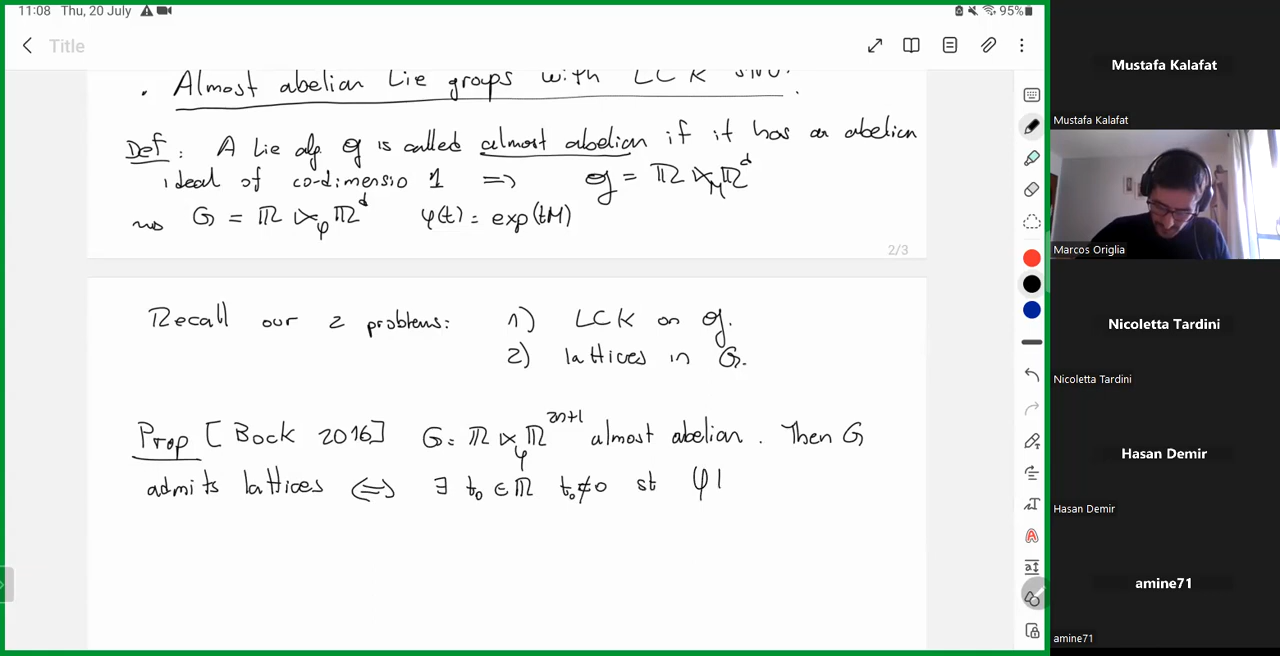 11:08 Thu, 20 July
95%
Title
. Almost abelian Lie groups with LCK
Def: A Lie alg 𝔤 is called almost abelian if it has an abelian
ideal of co-dimensio 1 ⟹ 𝔤 = ℝ ⋉_M ℝ^d
⇝ G = ℝ ⋉_φ ℝ^d φ(t) = exp(tM)
2/3
Recall our 2 problems: 1) LCK on 𝔤.
2) lattices in G.
Prop [Bock 2016] G = ℝ ⋉_φ ℝ^{2n+1} almost abelian. Then G
admits lattices ⟺ ∃ t₀ ∈ ℝ t₀≠0 st φ(
Mustafa Kalafat
Mustafa Kalafat
Marcos Origlia
Nicoletta Tardini
Nicoletta Tardini
Hasan Demir
Hasan Demir
amine71
amine71